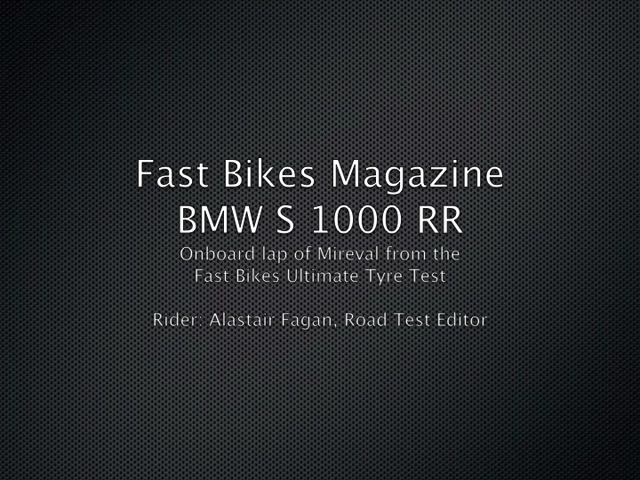 Fast Bikes Magazine
BMW S 1000 RR
Onboard lap of Mireval from the
Fast Bikes Ultimate Tyre Test
Rider: Alastair Fagan, Road Test Editor